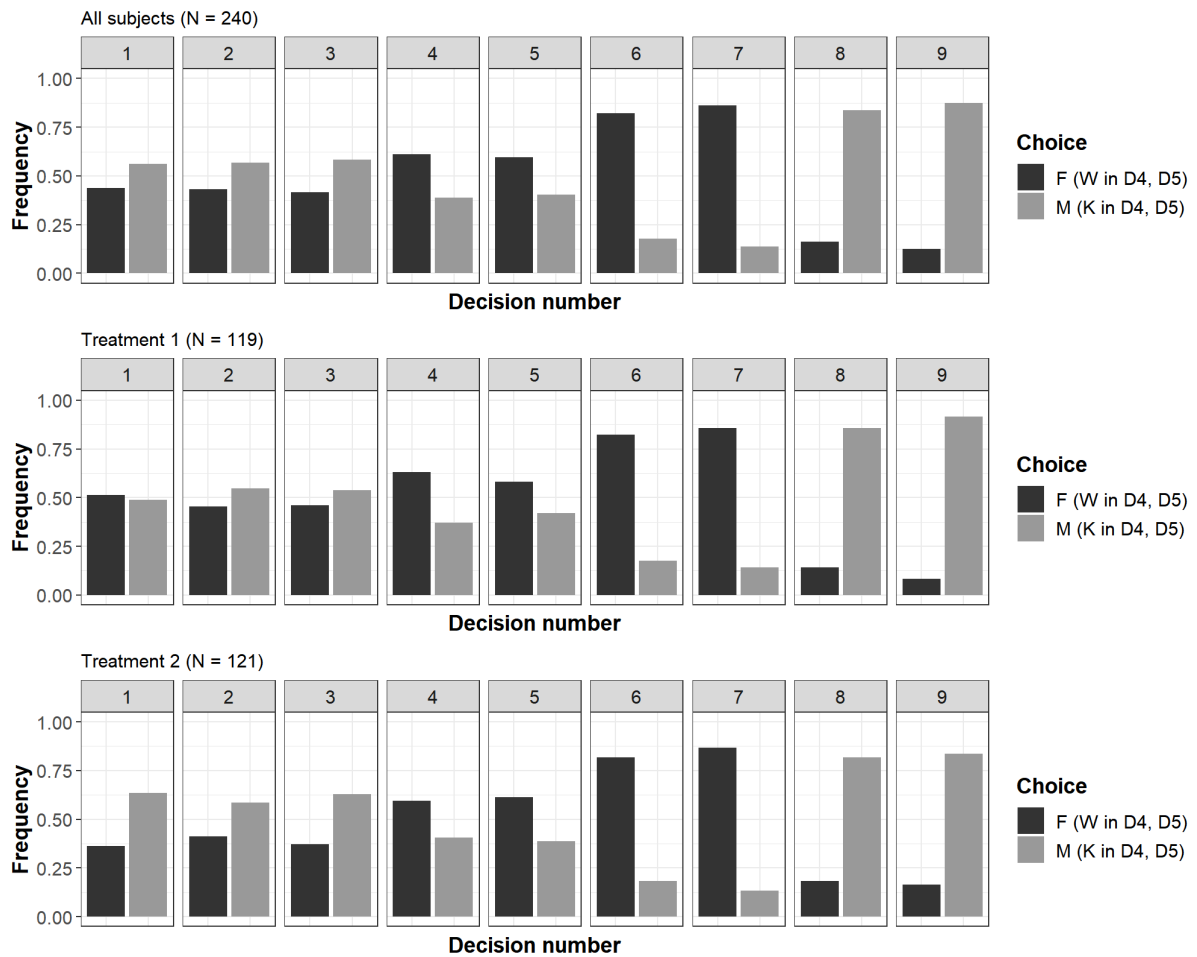 All subjects (N = 240)
1 2 3 4 5 6 7 8 9
1.00
0.75
0.50
0.25
0.00
Frequency
Decision number
Choice
F (W in D4, D5)
M (K in D4, D5)
Treatment 1 (N = 119)
1 2 3 4 5 6 7 8 9
1.00
0.75
0.50
0.25
0.00
Frequency
Decision number
Choice
F (W in D4, D5)
M (K in D4, D5)
Treatment 2 (N = 121)
1 2 3 4 5 6 7 8 9
1.00
0.75
0.50
0.25
0.00
Frequency
Decision number
Choice
F (W in D4, D5)
M (K in D4, D5)